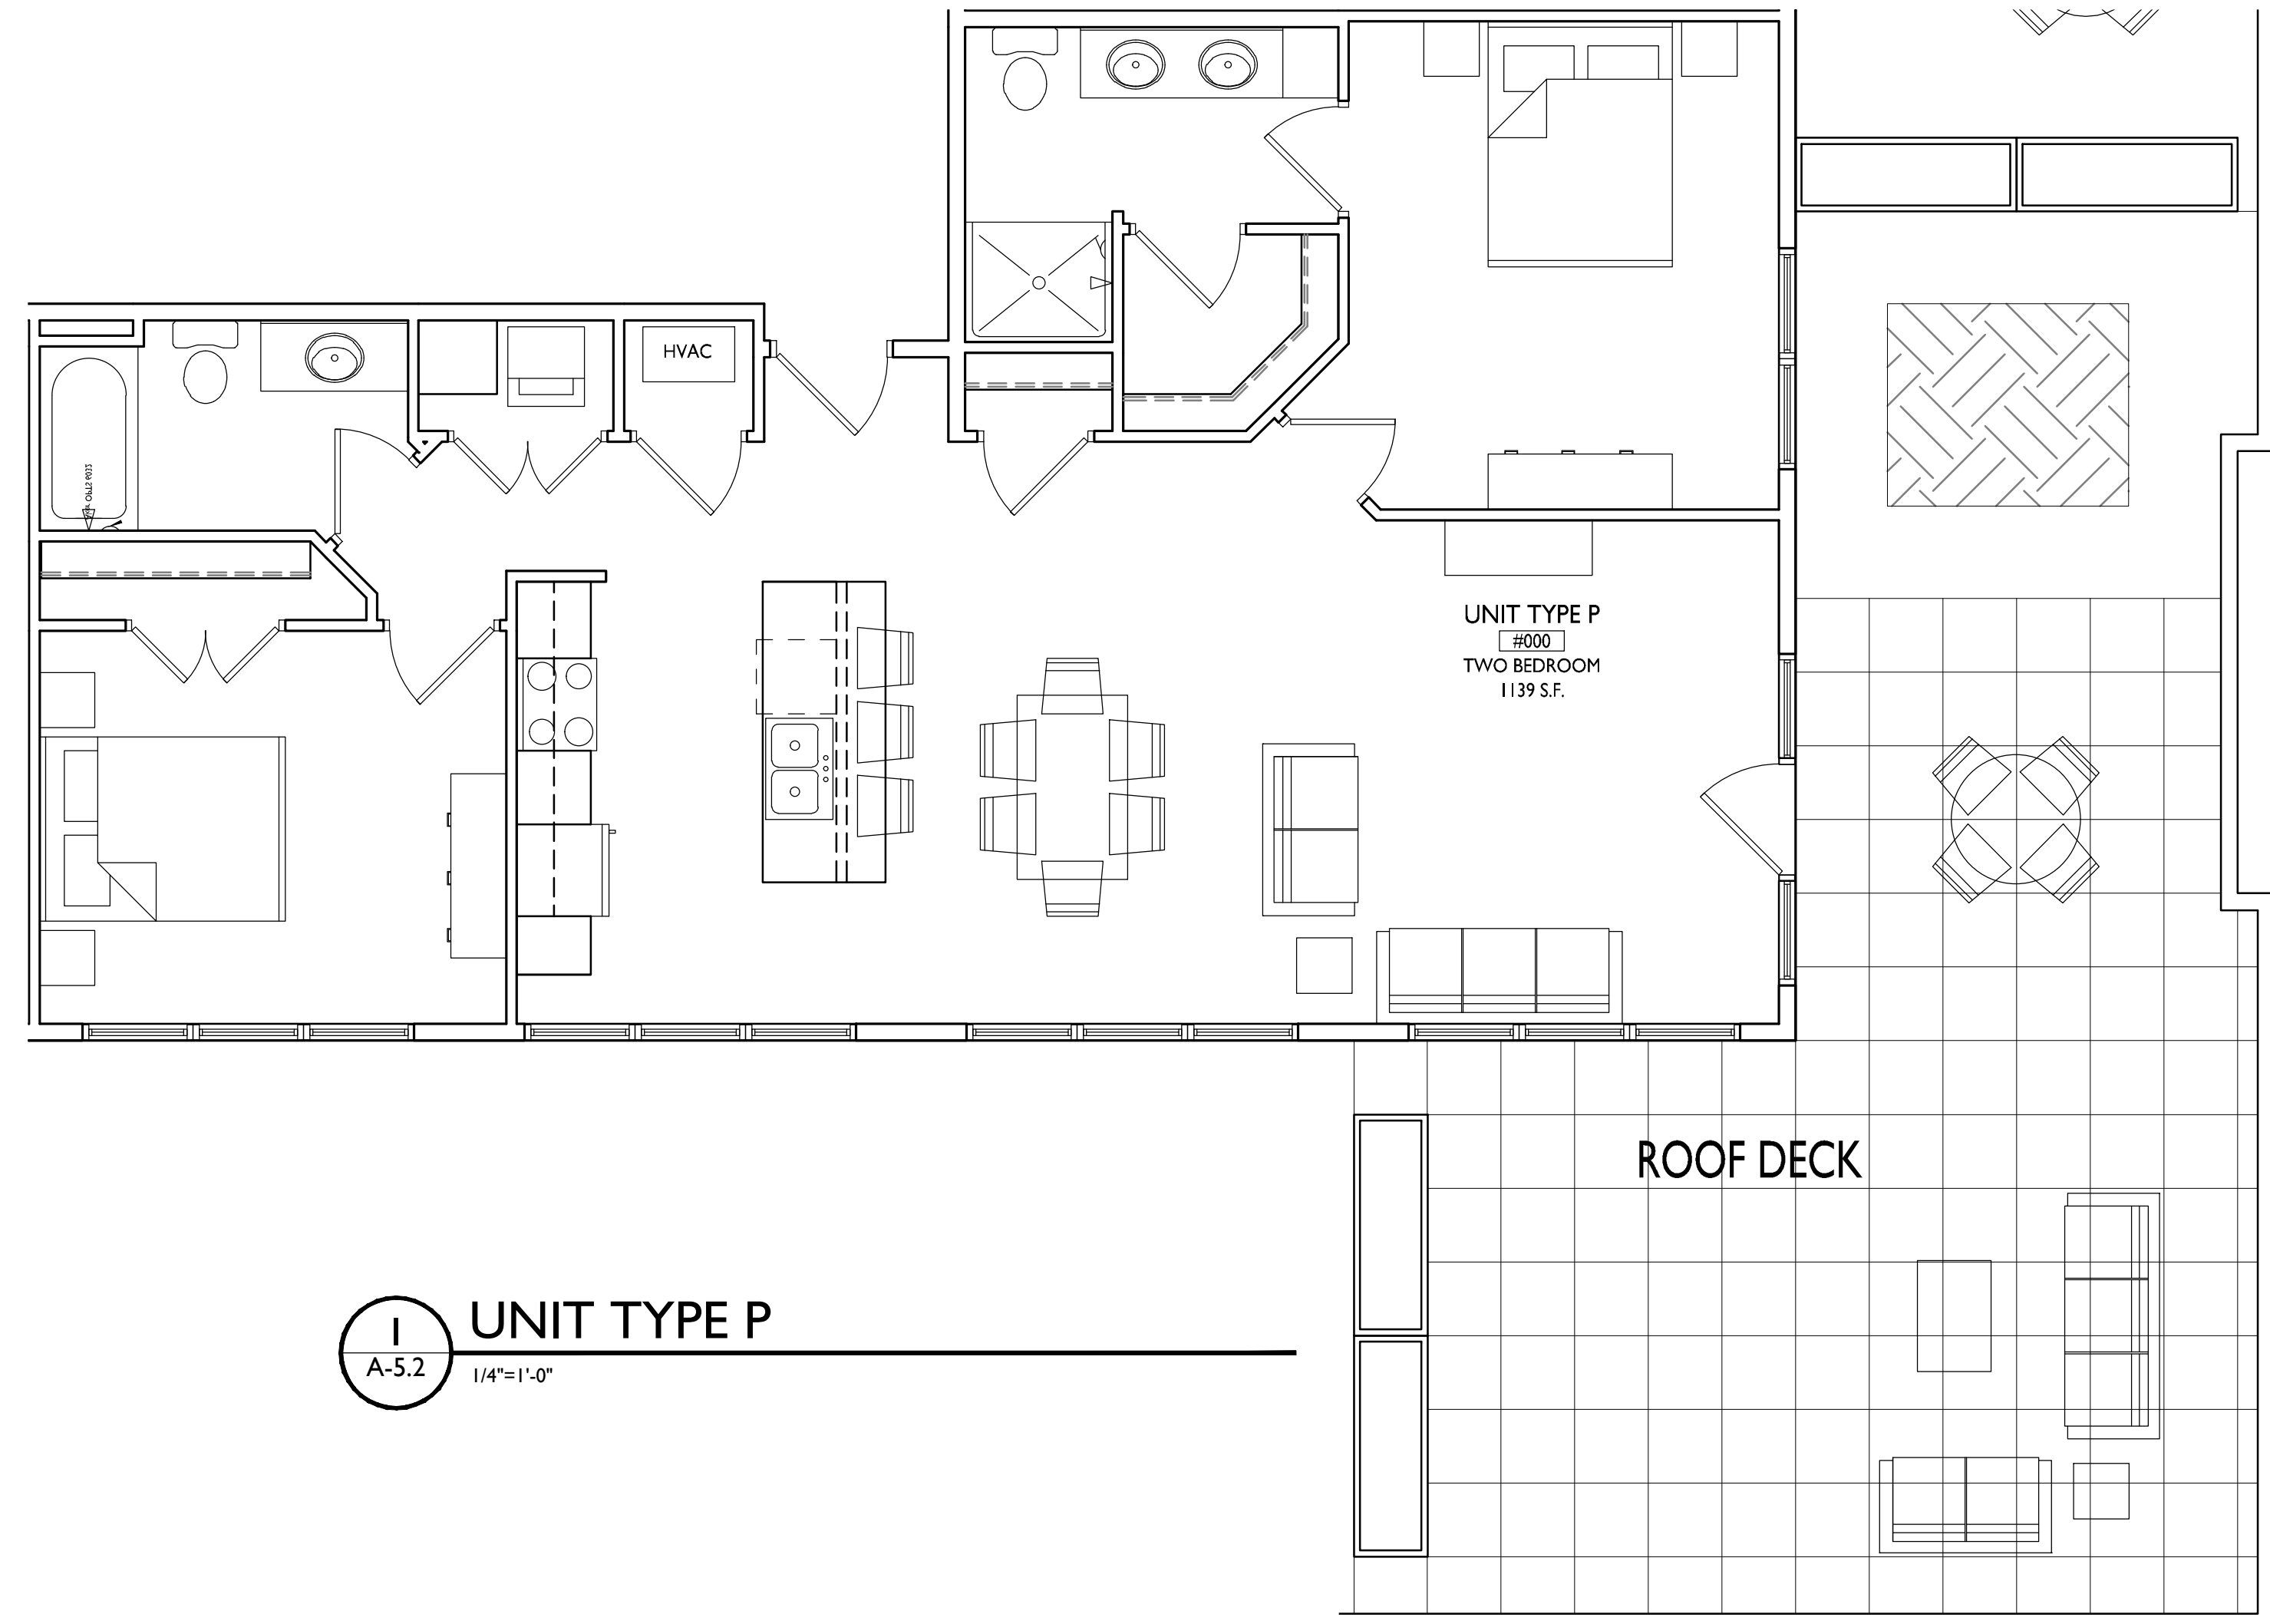 HVAC
UNIT TYPE P
#000
TWO BEDROOM
1139 S.F.
ROOF DECK
1
A-5.2
UNIT TYPE P
1/4"=1'-0"